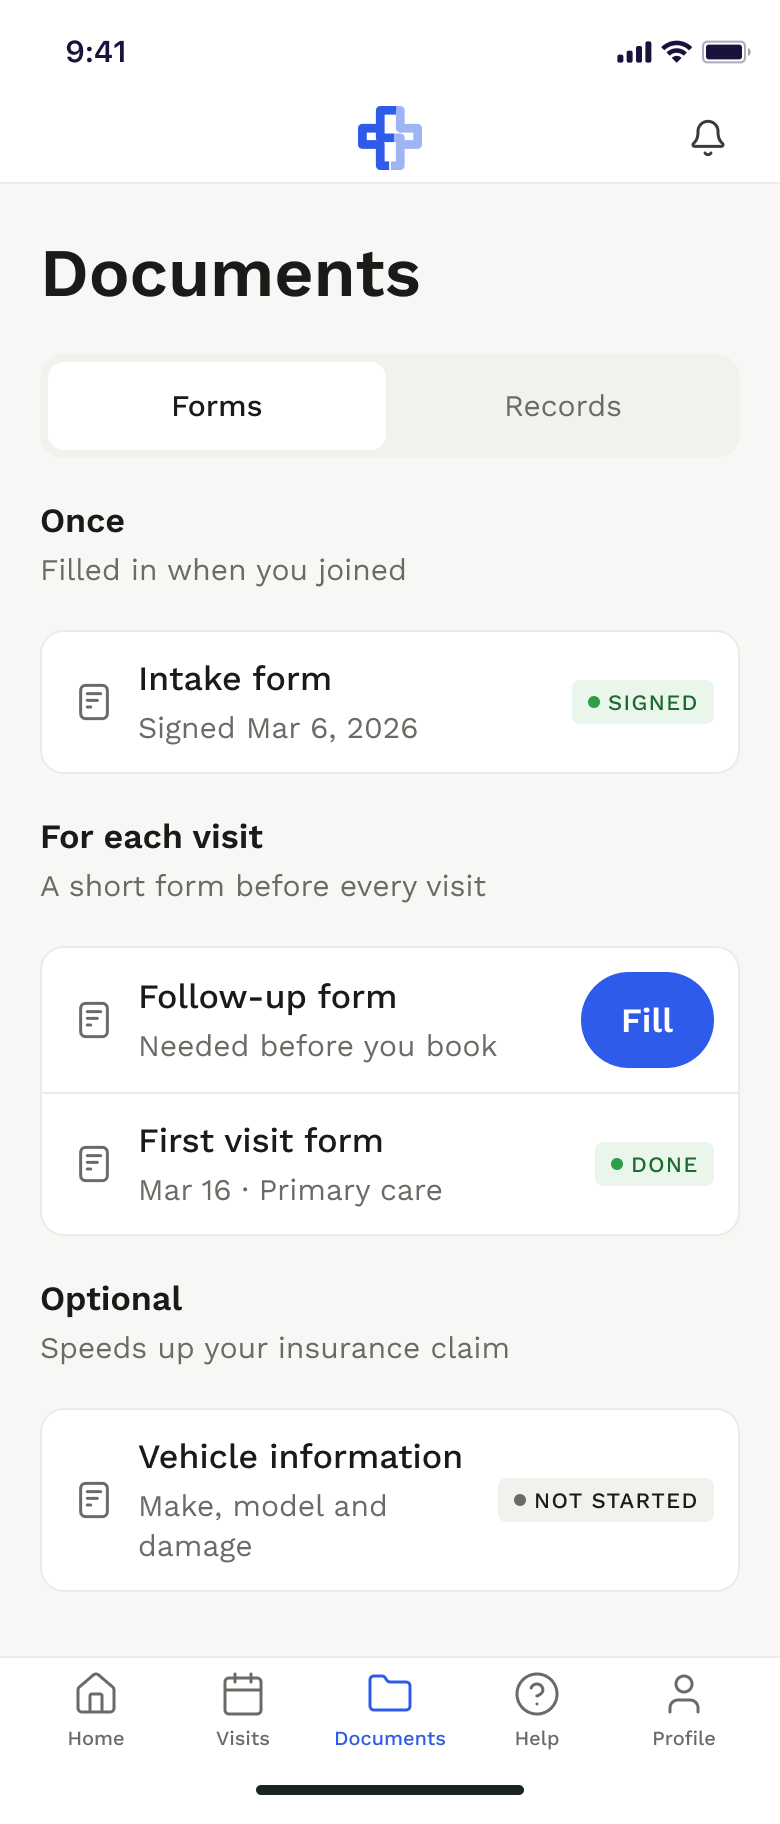 9:41
Documents
Forms
Records
Once
Filled in when you joined
Intake form
Signed Mar 6, 2026
SIGNED
For each visit
A short form before every visit
Follow-up form
Needed before you book
Fill
First visit form
Mar 16 · Primary care
DONE
Optional
Speeds up your insurance claim
Vehicle information
Make, model and
damage
NOT STARTED
Home
Visits
Documents
Help
Profile